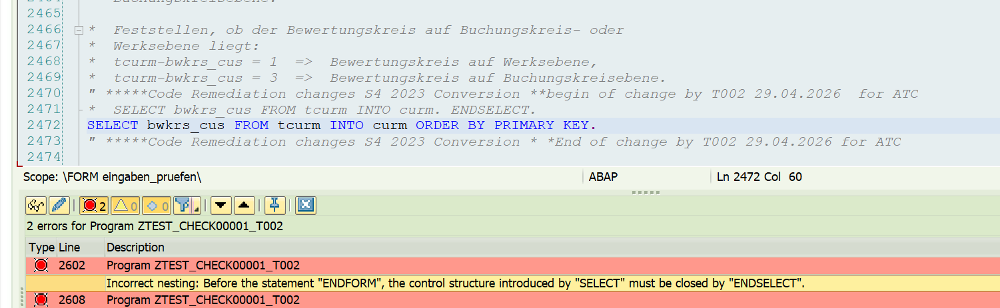 Buchungskreisebene.
2465
2466 *  Feststellen, ob der Bewertungskreis auf Buchungskreis- oder
2467 *  Werksebene liegt:
2468 *  tcurm-bwkrs_cus = 1  =>  Bewertungskreis auf Werksebene,
2469 *  tcurm-bwkrs_cus = 3  =>  Bewertungskreis auf Buchungskreisebene.
2470 " *****Code Remediation changes S4 2023 Conversion **begin of change by T002 29.04.2026  for ATC
2471 *  SELECT bwkrs_cus FROM tcurm INTO curm. ENDSELECT.
2472 SELECT bwkrs_cus FROM tcurm INTO curm ORDER BY PRIMARY KEY.
2473 " *****Code Remediation changes S4 2023 Conversion * *End of change by T002 29.04.2026 for ATC
2474
Scope: \FORM eingaben_pruefen\ ABAP Ln 2472 Col 60
2 0 0
2 errors for Program ZTEST_CHECK00001_T002
Type Line Description
2602 Program ZTEST_CHECK00001_T002
Incorrect nesting: Before the statement "ENDFORM", the control structure introduced by "SELECT" must be closed by "ENDSELECT".
2608 Program ZTEST_CHECK00001_T002